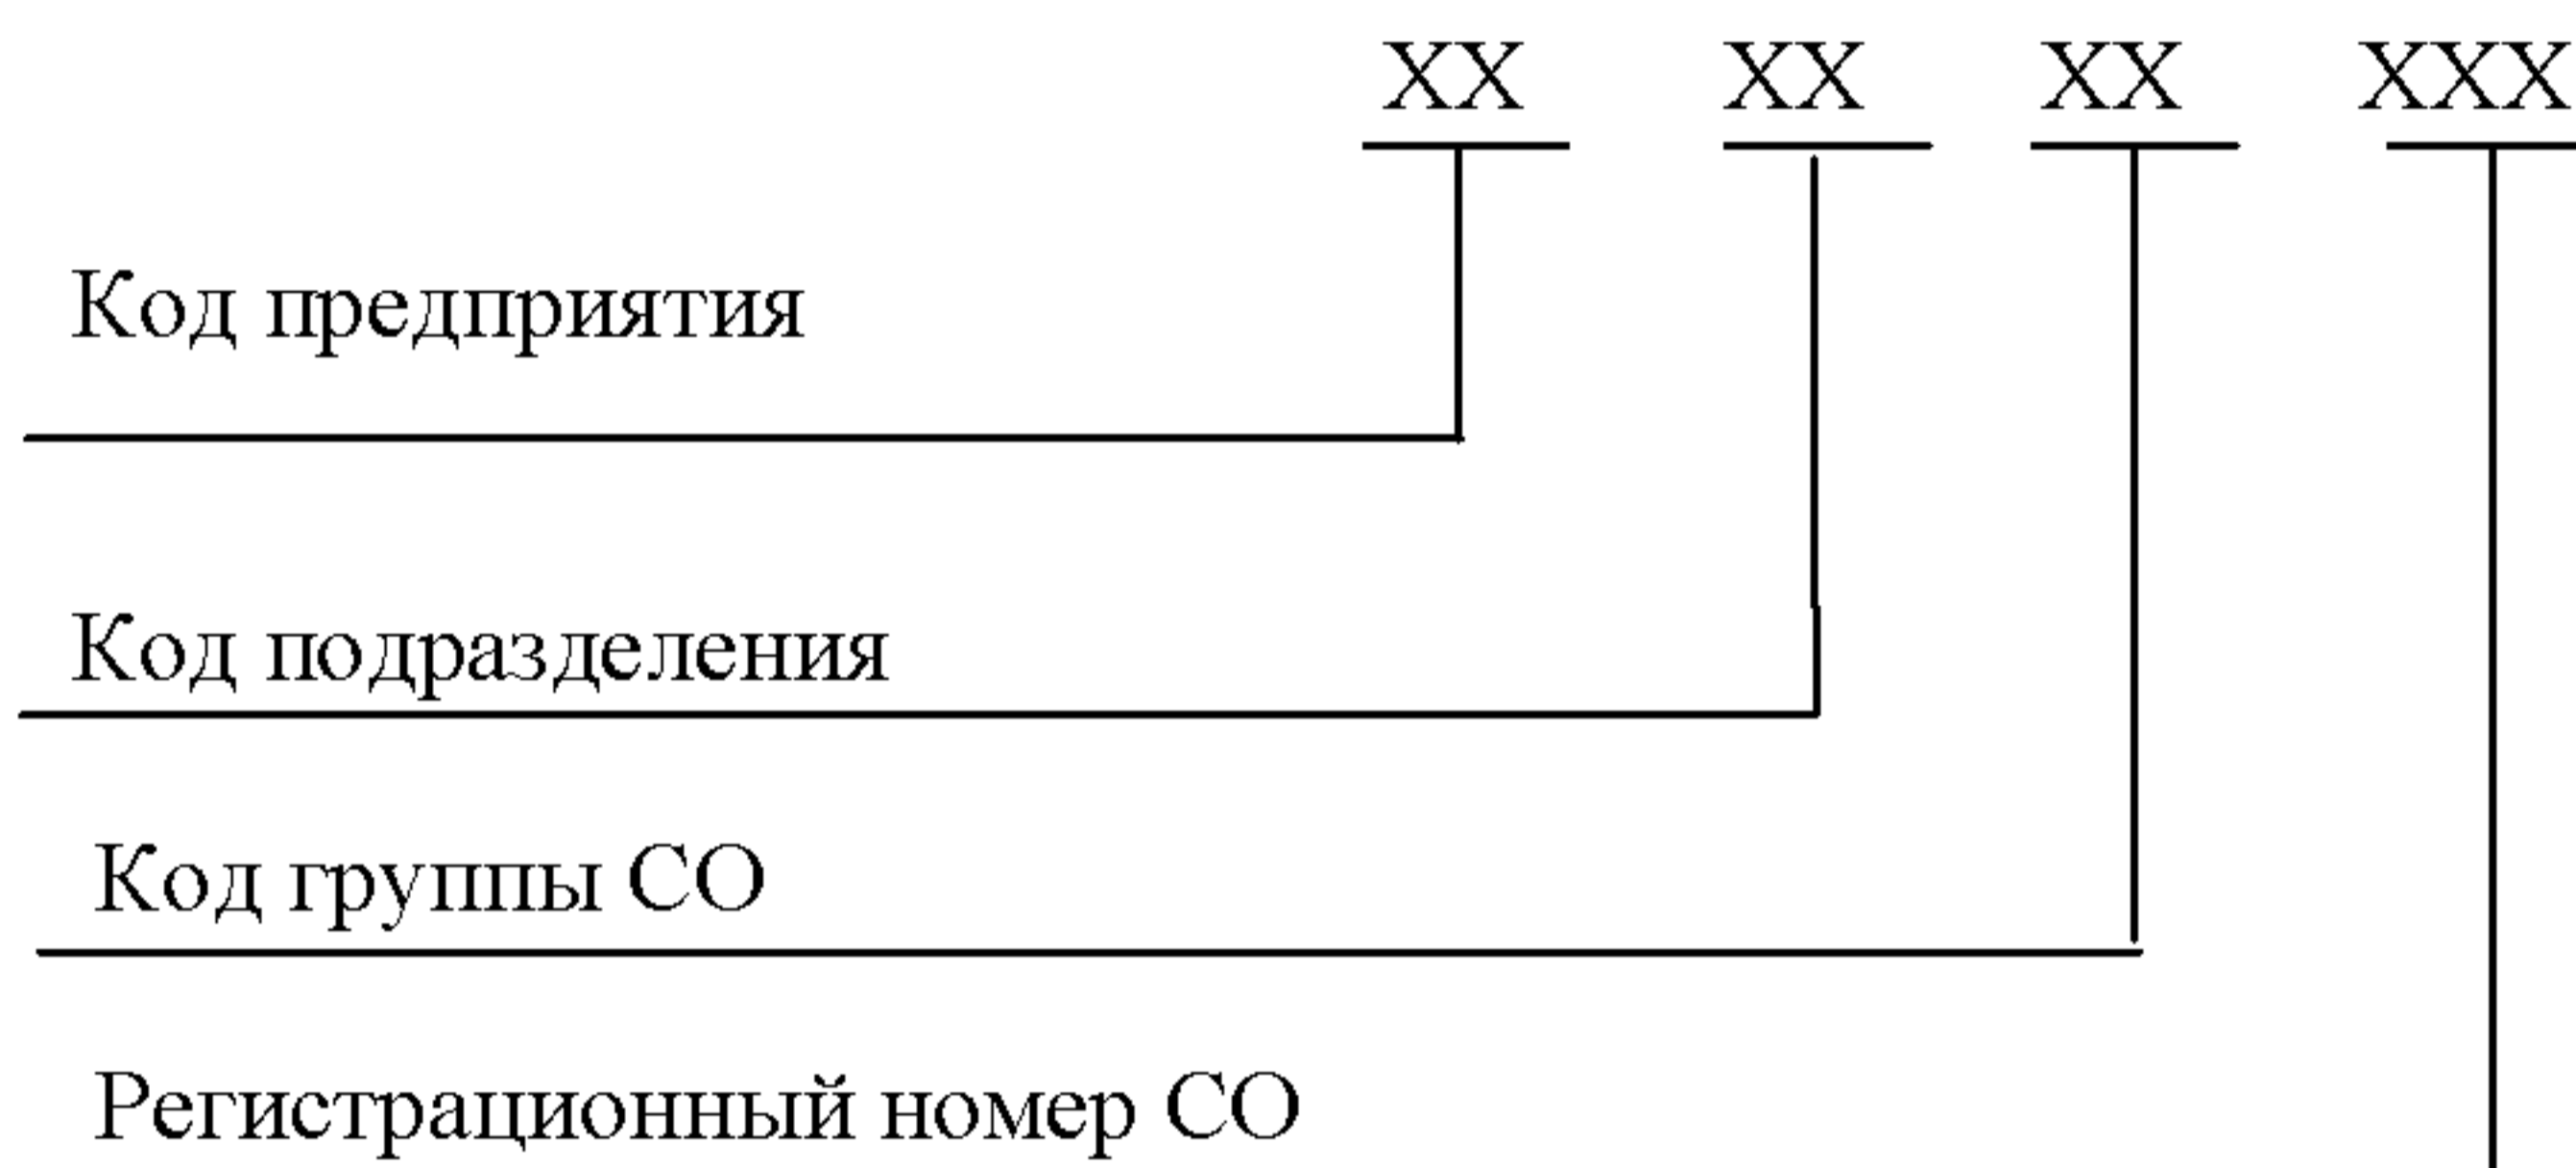 XX XX XX XXX
Код предприятия
Код подразделения
Код группы СО
Регистрационный номер СО